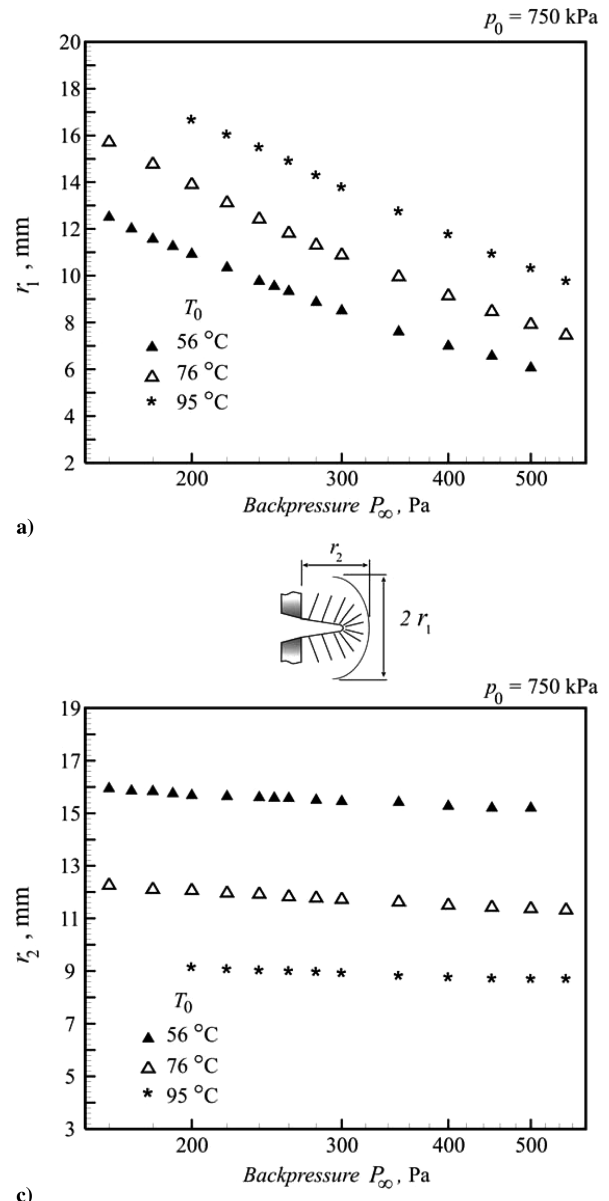 p0 = 750 kPa
20
18
16
14
12
10
8
6
4
2
r1 , mm
T0
56 °C
76 °C
95 °C
200 300 400 500
Backpressure P∞, Pa
a)
r2
2 r1
p0 = 750 kPa
19
17
15
13
11
9
7
5
3
r2 , mm
T0
56 °C
76 °C
95 °C
200 300 400 500
Backpressure P∞, Pa
c)